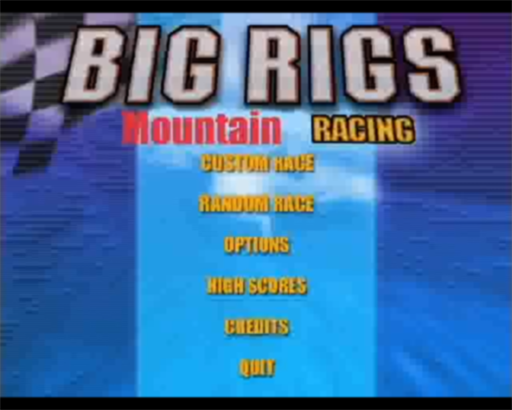 BIG RIGS
Mountain RACING
CUSTOM RACE
RANDOM RACE
OPTIONS
HIGH SCORES
CREDITS
QUIT